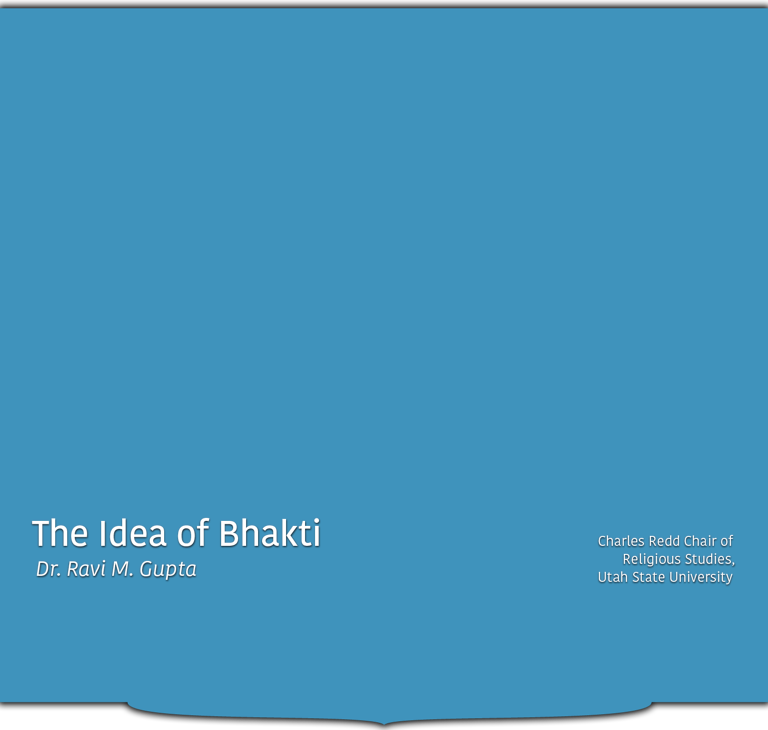 The Idea of Bhakti
Dr. Ravi M. Gupta
Charles Redd Chair of
Religious Studies,
Utah State University